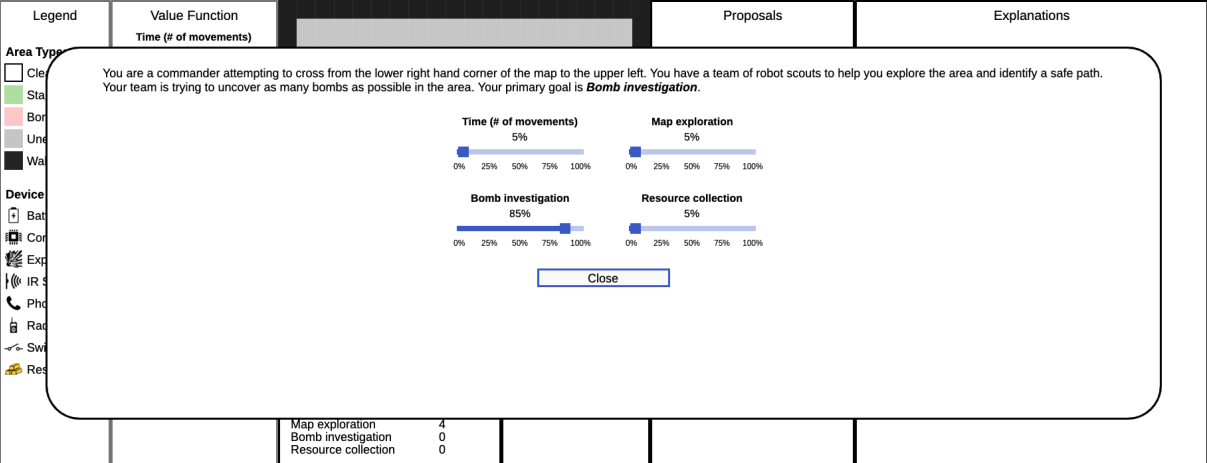 Legend
Value Function
Proposals
Explanations
Time (# of movements)
Area Type
You are a commander attempting to cross from the lower right hand corner of the map to the upper left. You have a team of robot scouts to help you explore the area and identify a safe path.
Your team is trying to uncover as many bombs as possible in the area. Your primary goal is Bomb investigation.
Time (# of movements)
Map exploration
5%
5%
0% 25% 50% 75% 100%
0% 25% 50% 75% 100%
Bomb investigation
Resource collection
85%
5%
0% 25% 50% 75% 100%
0% 25% 50% 75% 100%
Close
Cle
Sta
Bor
Une
Wal
Device
Bat
Cor
Exp
IR S
Pho
Rad
Swi
Res
Map exploration 4
Bomb investigation 0
Resource collection 0